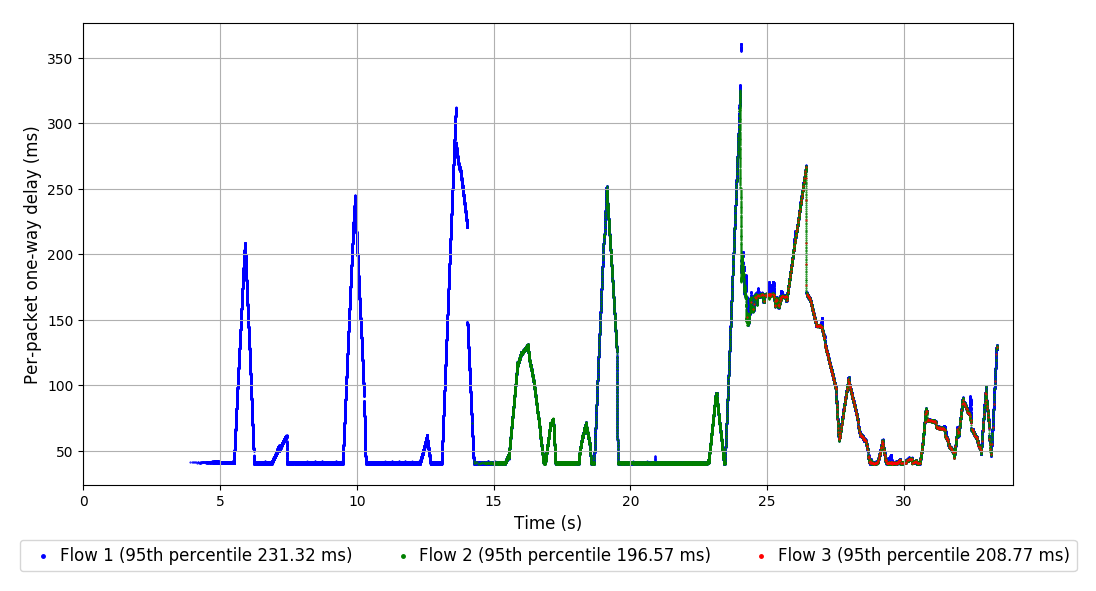 Per-packet one-way delay (ms)
350
300
250
200
150
100
50
0 5 10 15 20 25 30
Time (s)
Flow 1 (95th percentile 231.32 ms) Flow 2 (95th percentile 196.57 ms) Flow 3 (95th percentile 208.77 ms)